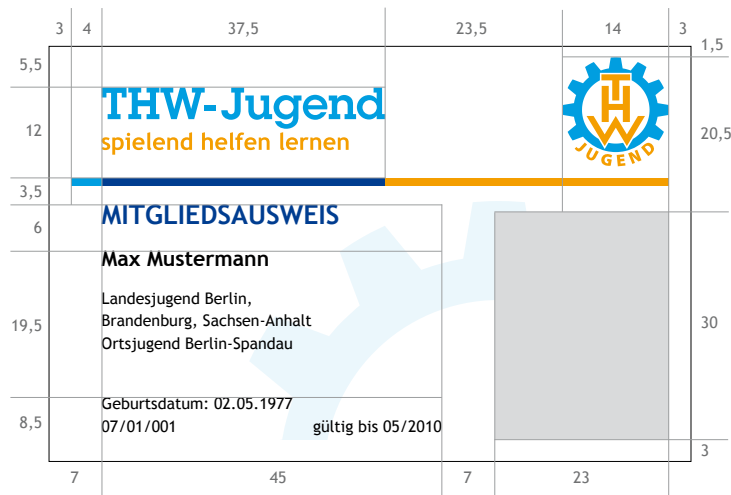 3 4 37,5 23,5 14 3
1,5
5,5
THW-Jugend
THW
12
20,5
spielend helfen lernen
JUGEND
3,5
6
MITGLIEDSAUSWEIS
Max Mustermann
Landesjugend Berlin,
Brandenburg, Sachsen-Anhalt
19,5
30
Ortsjugend Berlin-Spandau
Geburtsdatum: 02.05.1977
8,5
07/01/001 gültig bis 05/2010
3
7 45 7 23